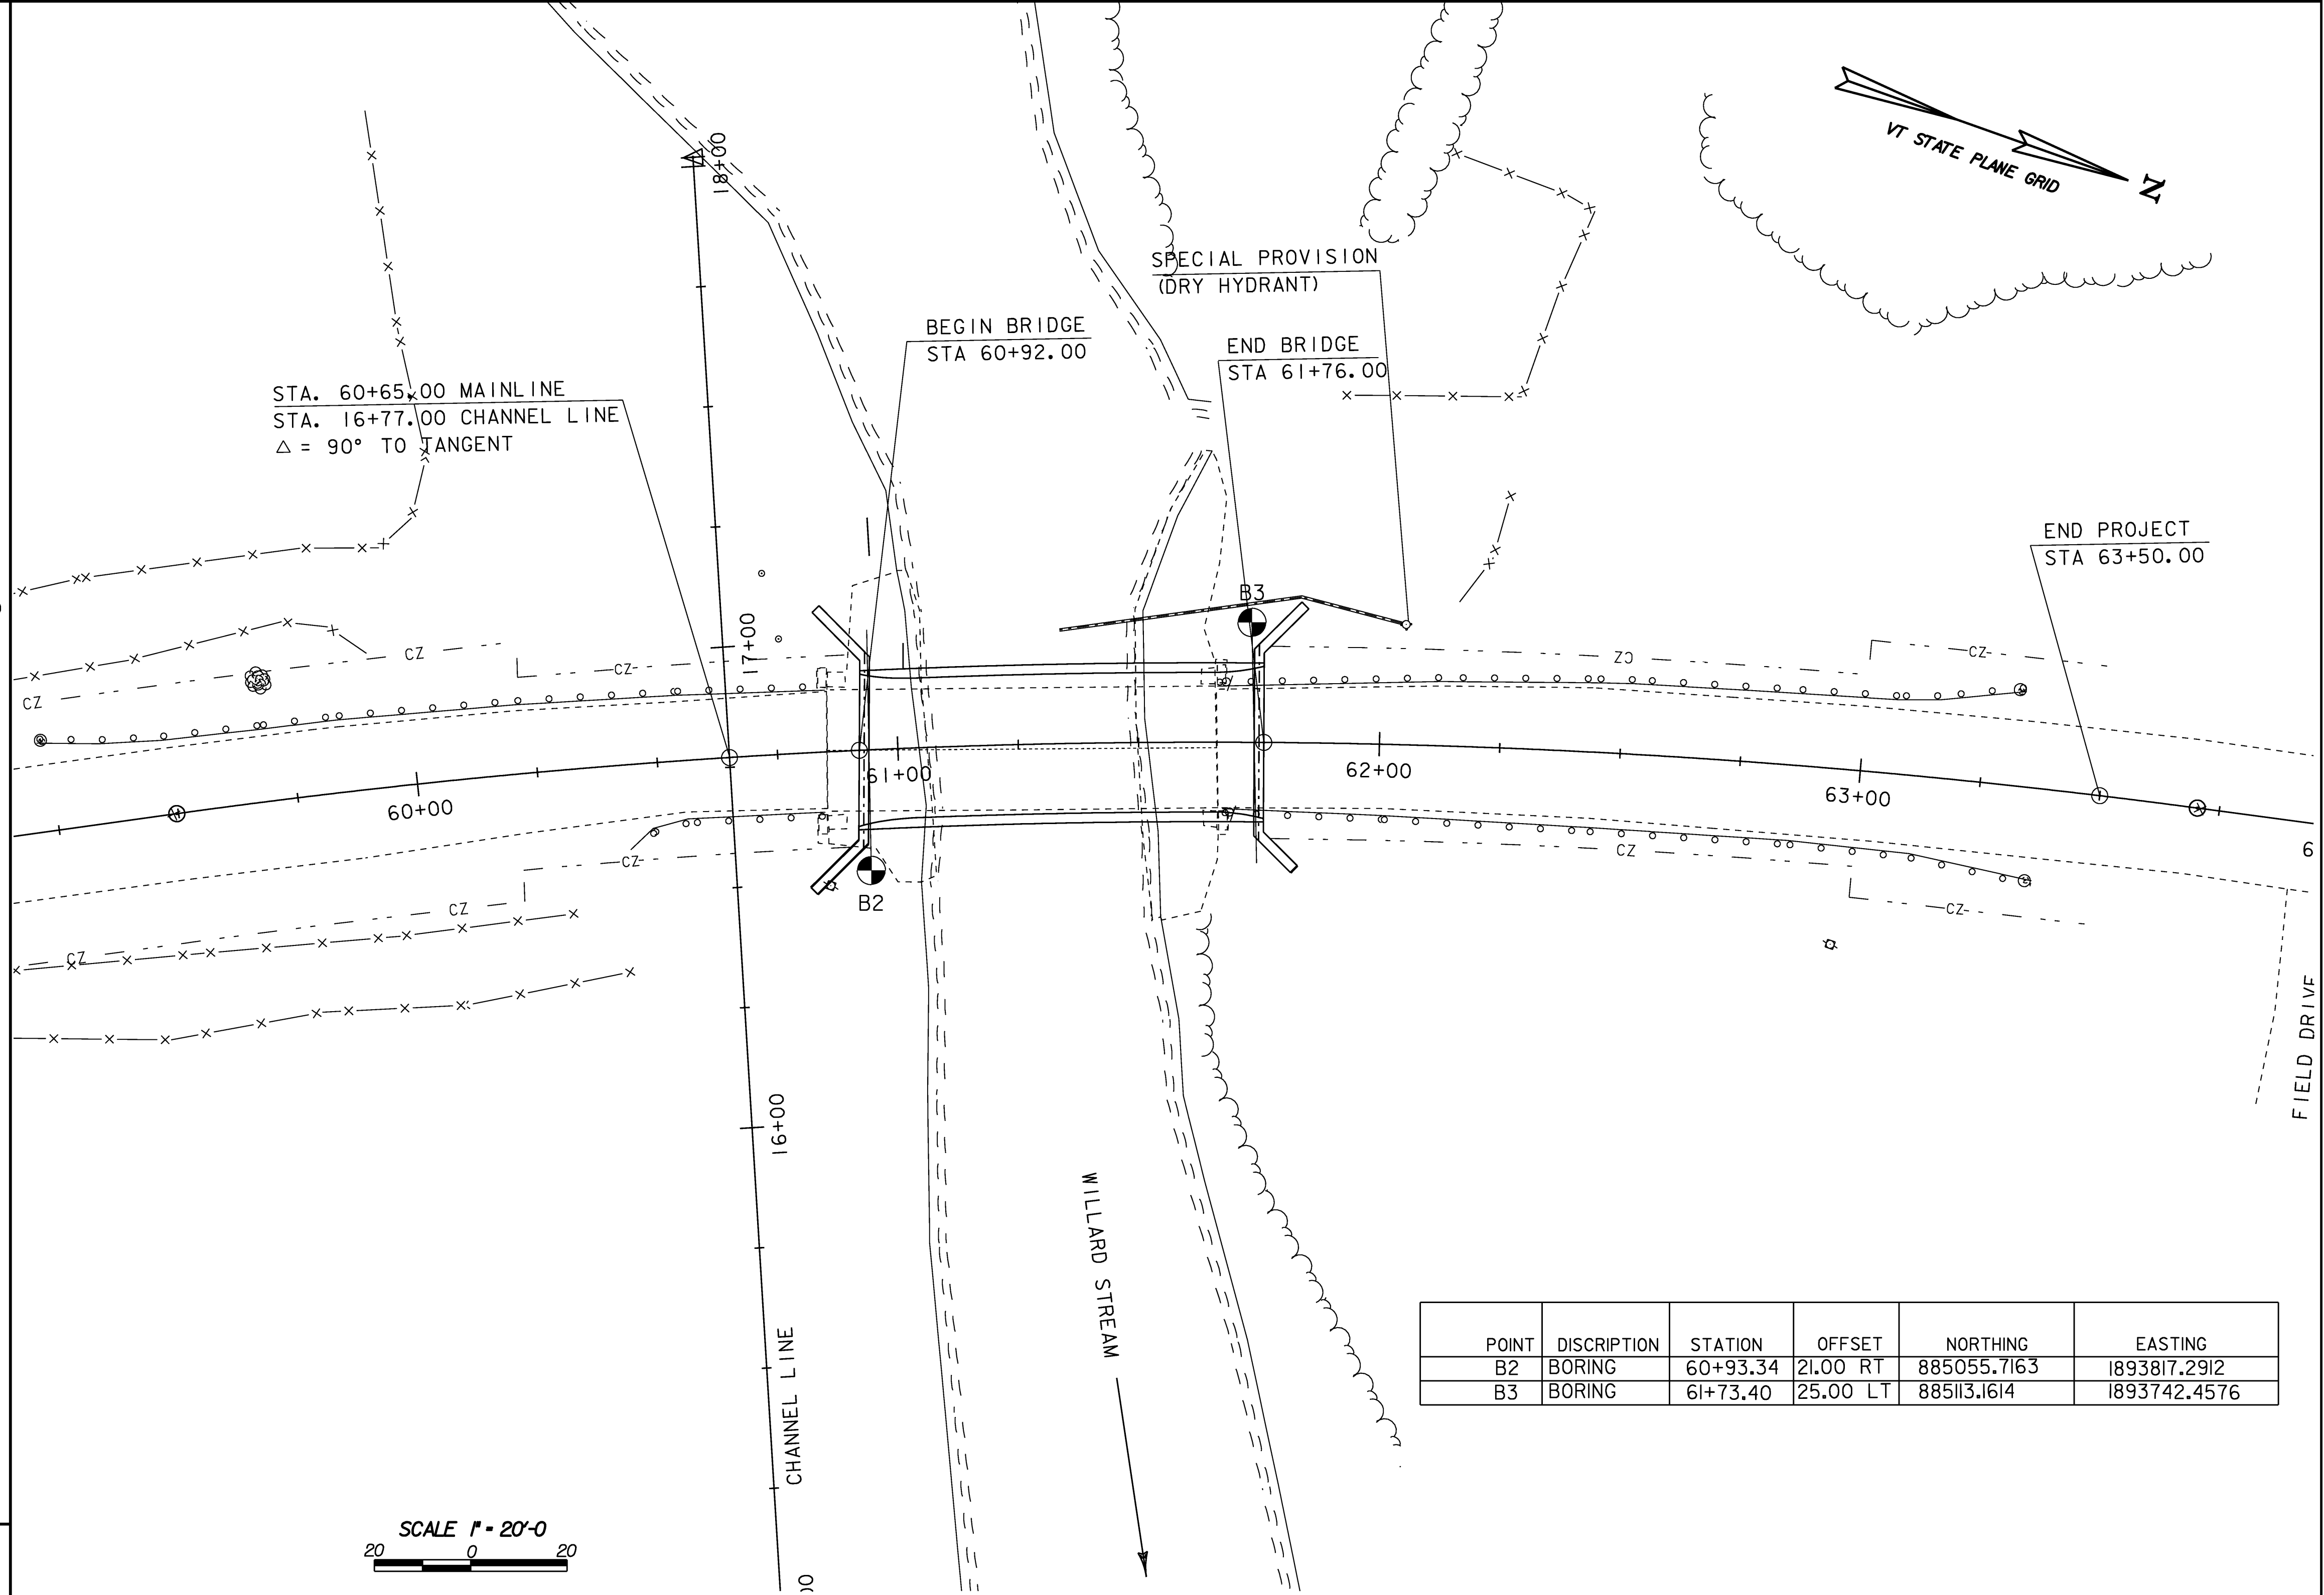 VT STATE PLANE GRID
N
18+00
SPECIAL PROVISION
(DRY HYDRANT)
BEGIN BRIDGE
STA 60+92.00
END BRIDGE
STA 61+76.00
STA. 60+65.00 MAINLINE
STA. 16+77.00 CHANNEL LINE
△ = 90° TO TANGENT
END PROJECT
STA 63+50.00
B3
17+00
CZ
CZ
CZ
CZ
CZ
60+00
61+00
62+00
63+00
6
CZ
CZ
B2
CZ
CZ
CZ
FIELD DRIVE
16+00
WILLARD STREAM
CHANNEL LINE
00
POINT DISCRIPTION STATION OFFSET NORTHING EASTING
B2 BORING 60+93.34 21.00 RT 885055.7163 1893817.2912
B3 BORING 61+73.40 25.00 LT 885113.1614 1893742.4576
SCALE 1" = 20'-0
20 0 20